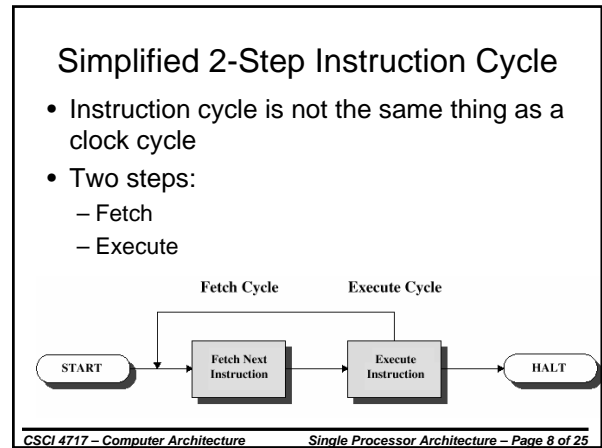 Simplified 2-Step Instruction Cycle
• Instruction cycle is not the same thing as a
clock cycle
• Two steps:
– Fetch
– Execute
Fetch Cycle Execute Cycle
START
Fetch Next
Instruction
Execute
Instruction
HALT
CSCI 4717 – Computer Architecture Single Processor Architecture – Page 8 of 25